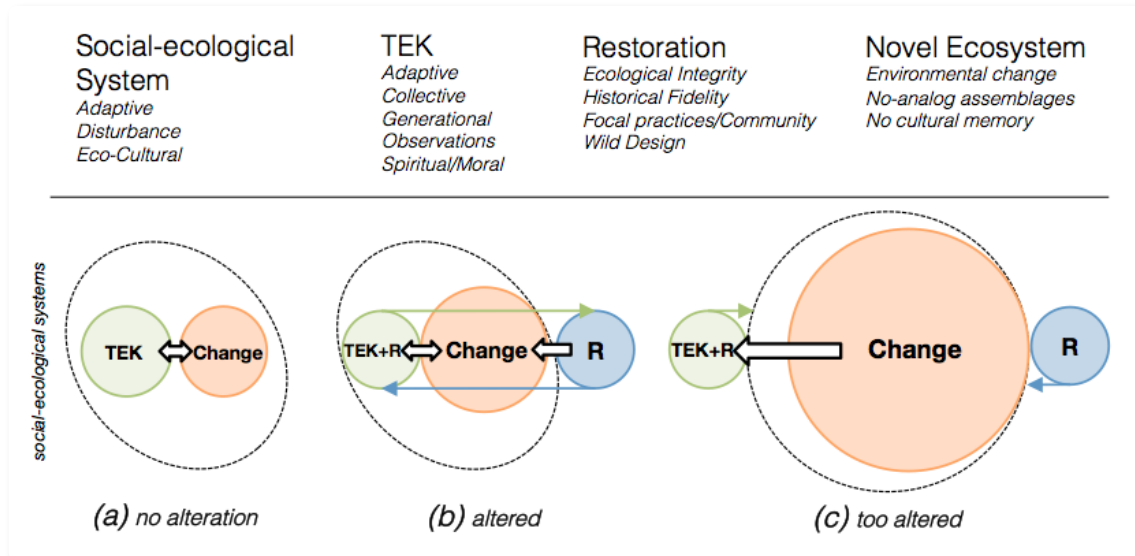 Social-ecological
System
Adaptive
Disturbance
Eco-Cultural
TEK
Adaptive
Collective
Generational
Observations
Spiritual/Moral
Restoration
Ecological Integrity
Historical Fidelity
Focal practices/Community
Wild Design
Novel Ecosystem
Environmental change
No-analog assemblages
No cultural memory
social-ecological systems
TEK
Change
TEK+R
Change
R
TEK+R
Change
R
(a) no alteration
(b) altered
(c) too altered